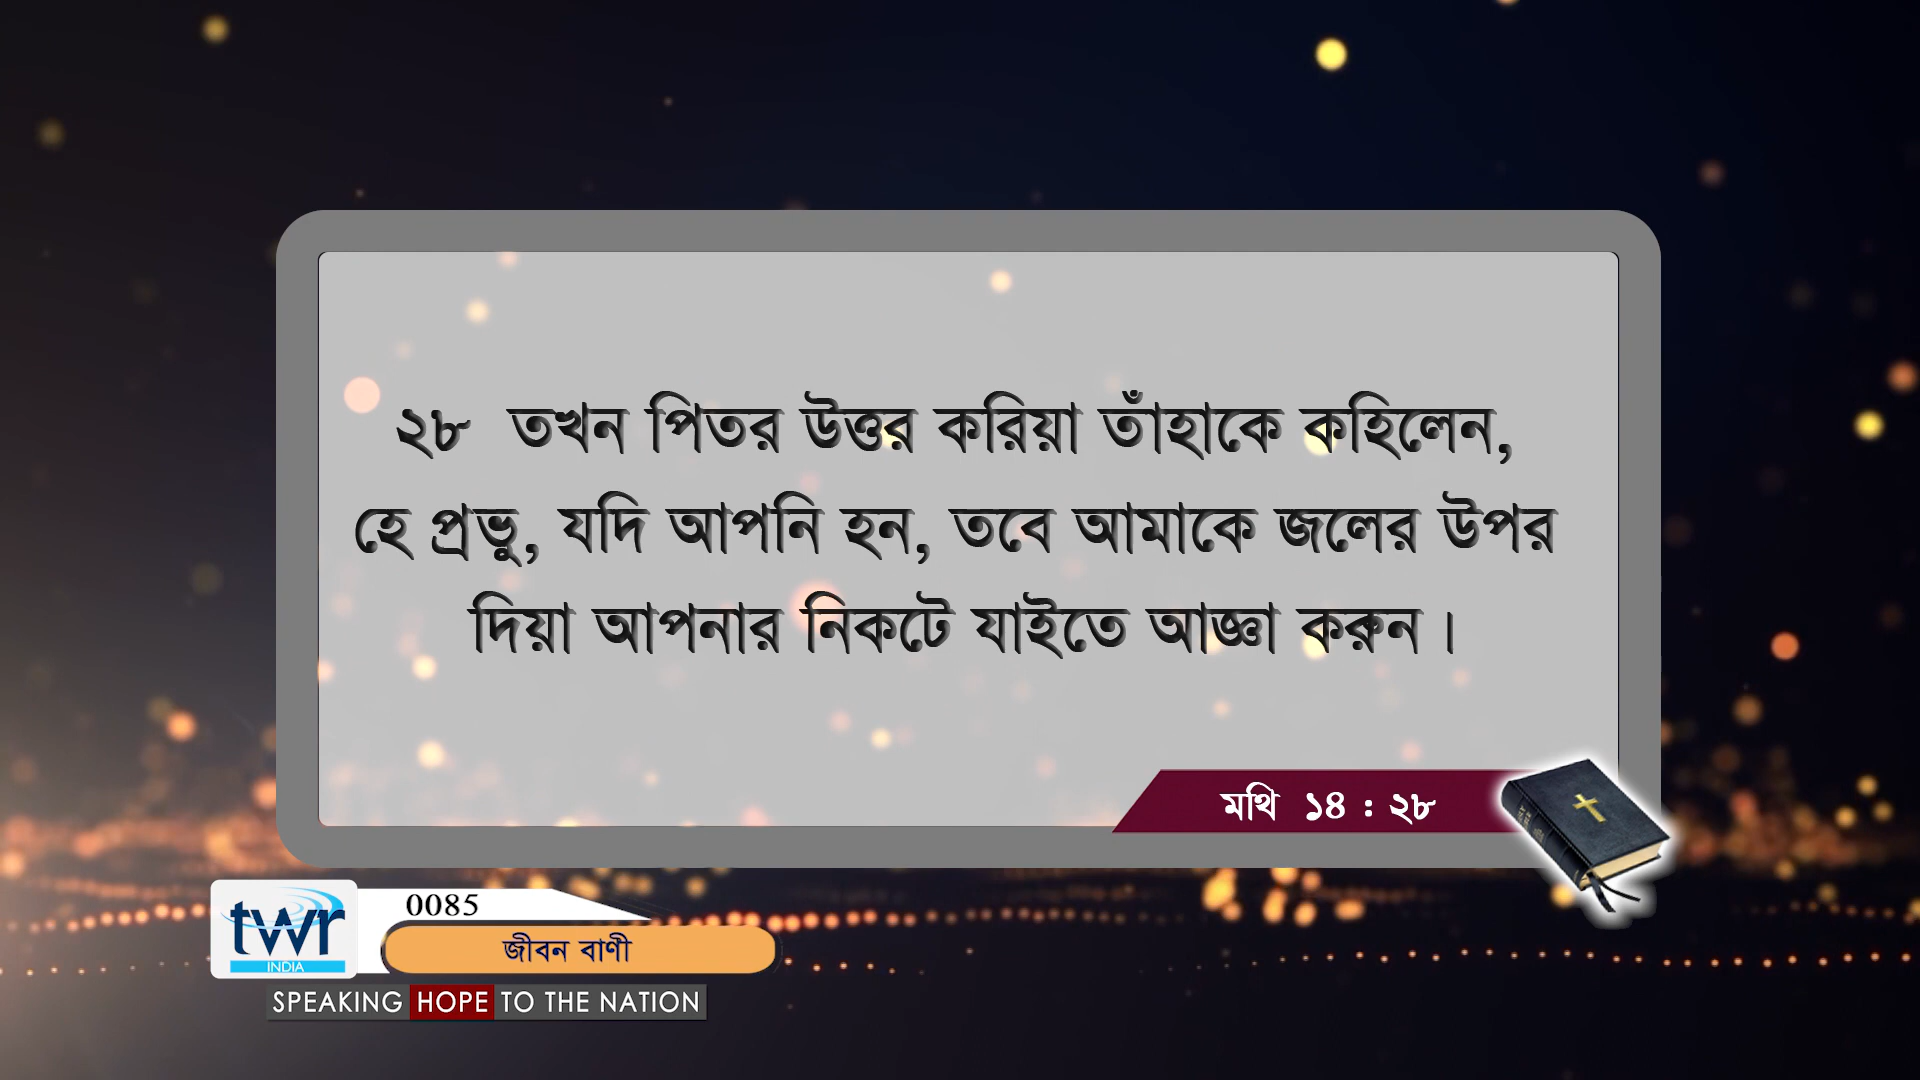 ২৮ তখন পিতর উত্তর করিয়া তাঁহাকে কহিলেন,
হে প্রভু, যদি আপনি হন, তবে আমাকে জলের উপর
দিয়া আপনার নিকটে যাইতে আজ্ঞা করুন।
মথি ১৪ : ২৮
0085
twr
INDIA
জীবন বাণী
SPEAKING HOPE TO THE NATION